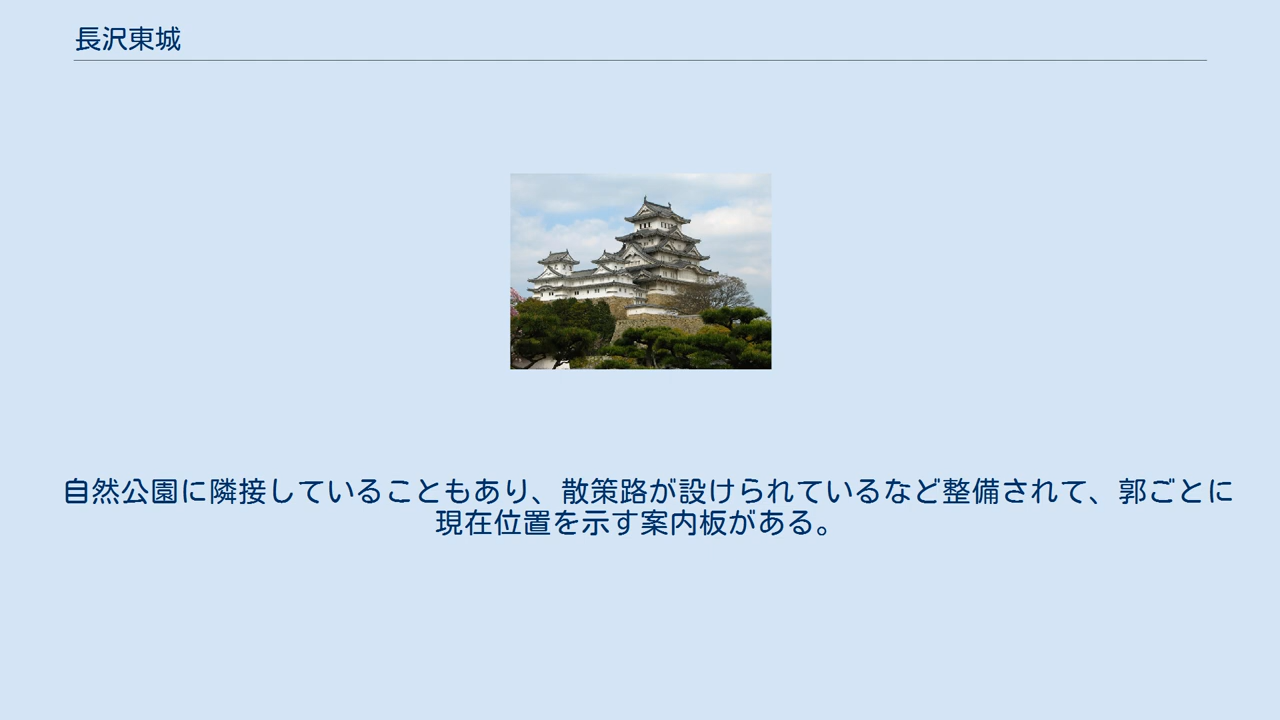 長沢東城
自然公園に隣接していることもあり、散策路が設けられているなど整備されて、郭ごとに
現在位置を示す案内板がある。